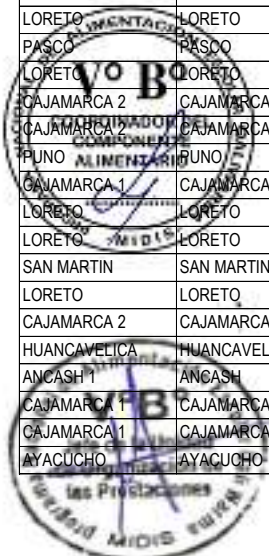 LORETO LORETO
PASCO PASCO
LORETO LORETO
CAJAMARCA 2 CAJAMARCA
CAJAMARCA 2 CAJAMARCA
PUNO PUNO
CAJAMARCA 1 CAJAMARCA
LORETO LORETO
LORETO LORETO
SAN MARTIN SAN MARTIN
LORETO LORETO
CAJAMARCA 2 CAJAMARCA
HUANCAVELICA HUANCAVEL
ANCASH 1 ANCASH
CAJAMARCA 1 CAJAMARCA
CAJAMARCA 1 CAJAMARCA
AYACUCHO AYACUCHO
V° B°
COORDINADOR DEL
COMPONENTE
ALIMENTARIO
MIDIS
B°
las Prestaciones
MIDIS